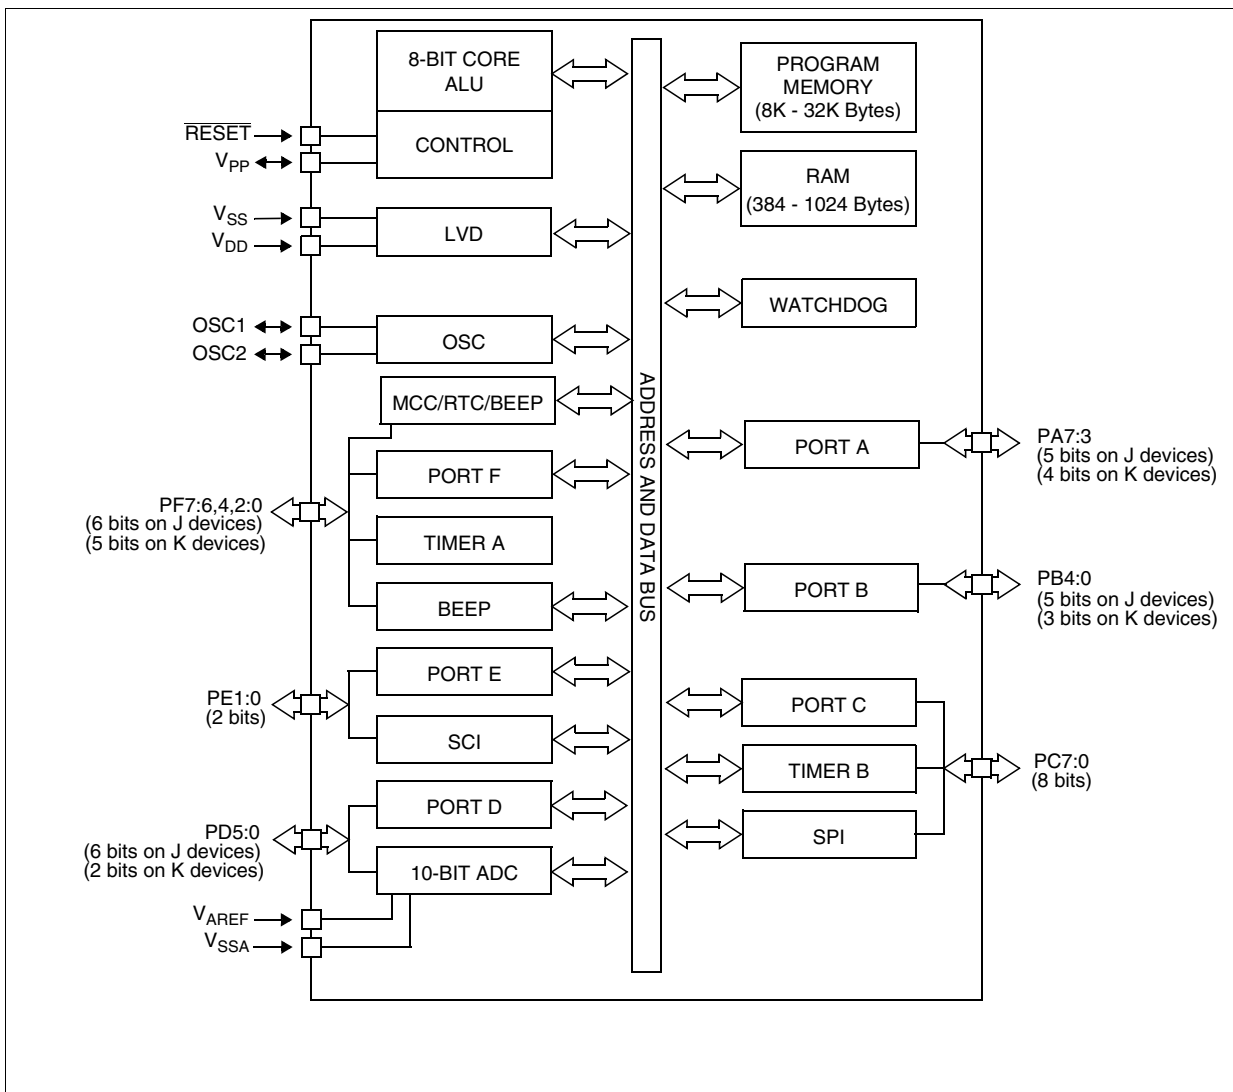 8-BIT CORE
ALU
CONTROL
RESET
VPP
VSS
VDD
LVD
OSC1
OSC2
OSC
MCC/RTC/BEEP
PORT F
PF7:6,4,2:0
(6 bits on J devices)
(5 bits on K devices)
TIMER A
BEEP
PORT E
PE1:0
(2 bits)
SCI
PORT D
PD5:0
(6 bits on J devices)
(2 bits on K devices)
10-BIT ADC
VAREF
VSSA
ADDRESS AND DATA BUS
PROGRAM
MEMORY
(8K - 32K Bytes)
RAM
(384 - 1024 Bytes)
WATCHDOG
PORT A
PA7:3
(5 bits on J devices)
(4 bits on K devices)
PORT B
PB4:0
(5 bits on J devices)
(3 bits on K devices)
PORT C
TIMER B
PC7:0
(8 bits)
SPI